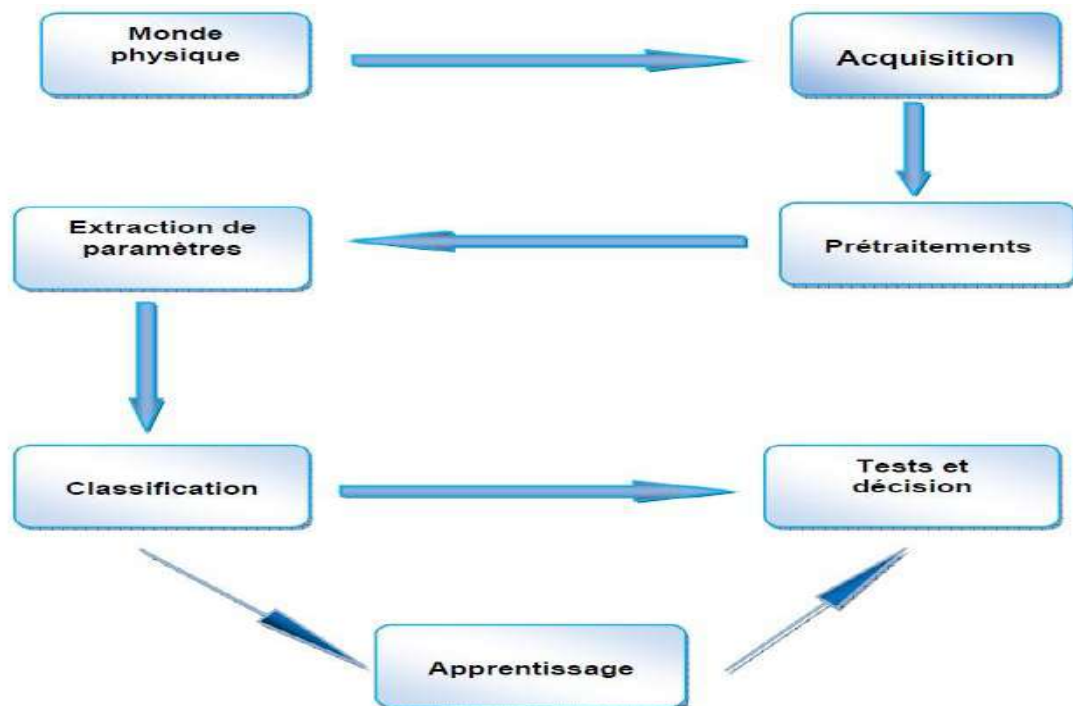 Monde
physique
Acquisition
Extraction de
paramètres
Prétraitements
Classification
Tests et
décision
Apprentissage